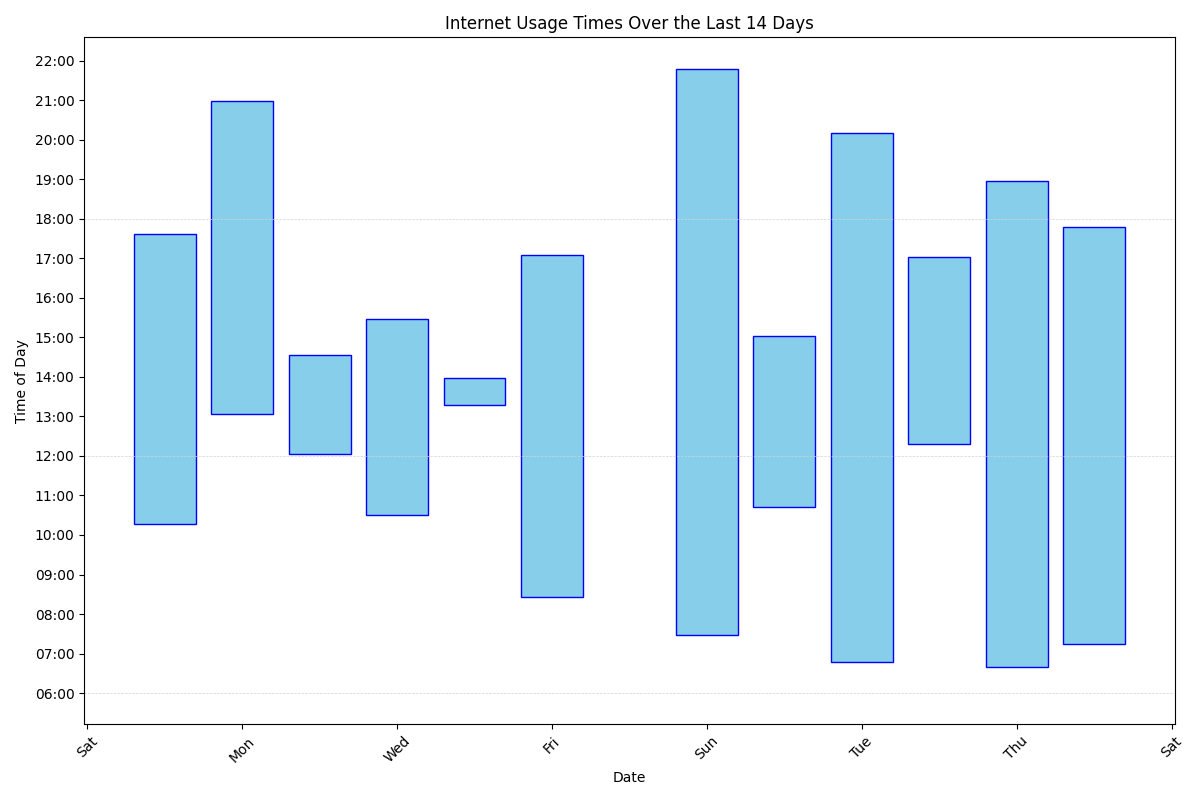 Internet Usage Times Over the Last 14 Days
22:00
21:00
20:00
19:00
18:00
17:00
16:00
15:00
14:00
13:00
12:00
11:00
10:00
09:00
08:00
07:00
06:00
Time of Day
Sat
Mon
Wed
Fri
Sun
Tue
Thu
Sat
Date